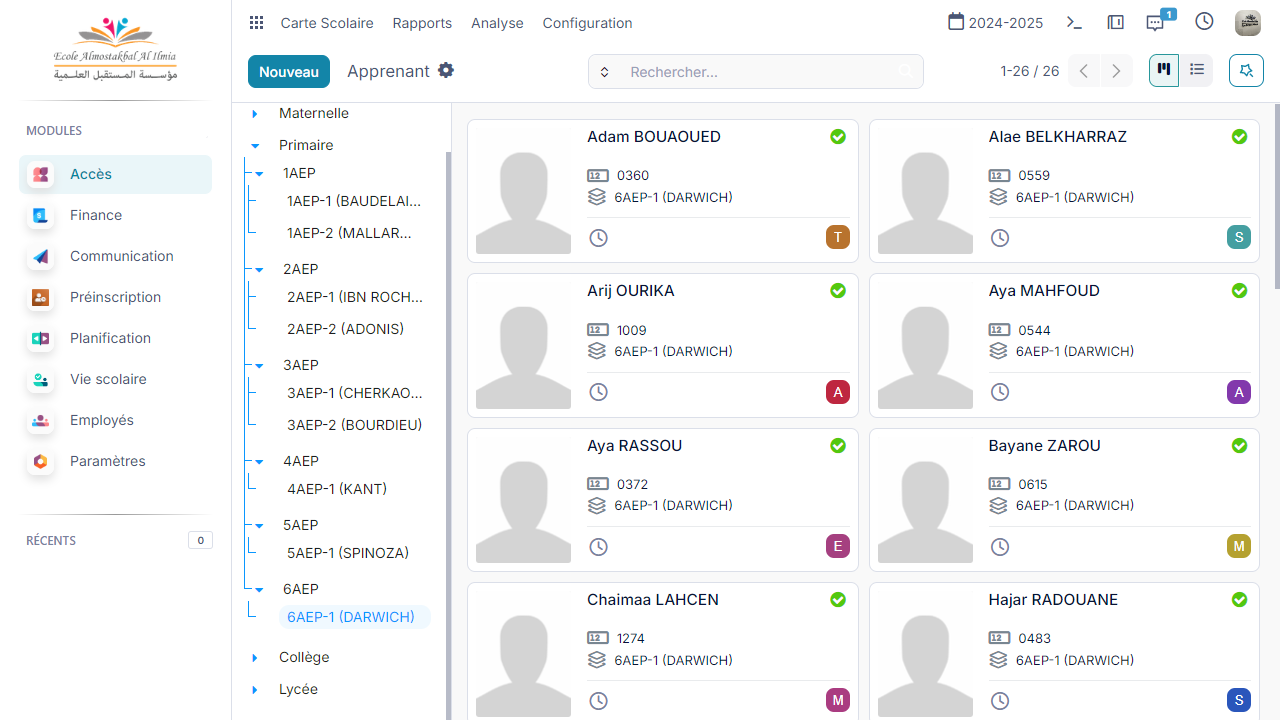 Ecole Almostakbal Al Ilmia
مؤسسة المستقبل العلمية
MODULES
Accès
Finance
Communication
Préinscription
Planification
Vie scolaire
Employés
Paramètres
RÉCENTS
0
Carte Scolaire
Rapports
Analyse
Configuration
2024-2025
1
Nouveau
Apprenant
Rechercher...
1-26 / 26
Maternelle
Primaire
1AEP
1AEP-1 (BAUDELAI...
1AEP-2 (MALLAR...
2AEP
2AEP-1 (IBN ROCH...
2AEP-2 (ADONIS)
3AEP
3AEP-1 (CHERKAO...
3AEP-2 (BOURDIEU)
4AEP
4AEP-1 (KANT)
5AEP
5AEP-1 (SPINOZA)
6AEP
6AEP-1 (DARWICH)
Collège
Lycée
Adam BOUAOUED
12 0360
6AEP-1 (DARWICH)
T
Alae BELKHARRAZ
12 0559
6AEP-1 (DARWICH)
S
Arij OURIKA
12 1009
6AEP-1 (DARWICH)
A
Aya MAHFOUD
12 0544
6AEP-1 (DARWICH)
A
Aya RASSOU
12 0372
6AEP-1 (DARWICH)
E
Bayane ZAROU
12 0615
6AEP-1 (DARWICH)
M
Chaimaa LAHCEN
12 1274
6AEP-1 (DARWICH)
M
Hajar RADOUANE
12 0483
6AEP-1 (DARWICH)
S